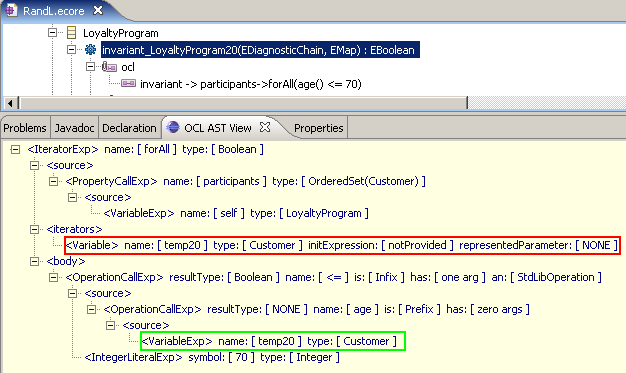 RandL.ecore
LoyaltyProgram
invariant_LoyaltyProgram20(EDiagnosticChain, EMap) : EBoolean
ocl
invariant -> participants->forAll(age() <= 70)
Problems Javadoc Declaration OCL AST View Properties
<IteratorExp> name: [ forAll ] type: [ Boolean ]
<source>
<PropertyCallExp> name: [ participants ] type: [ OrderedSet(Customer) ]
<source>
<VariableExp> name: [ self ] type: [ LoyaltyProgram ]
<iterators>
<Variable> name: [ temp20 ] type: [ Customer ] initExpression: [ notProvided ] representedParameter: [ NONE ]
<body>
<OperationCallExp> resultType: [ Boolean ] name: [ <= ] is: [ Infix ] has: [ one arg ] an: [ StdLibOperation ]
<source>
<OperationCallExp> resultType: [ NONE ] name: [ age ] is: [ Prefix ] has: [ zero args ]
<source>
<VariableExp> name: [ temp20 ] type: [ Customer ]
<IntegerLiteralExp> symbol: [ 70 ] type: [ Integer ]